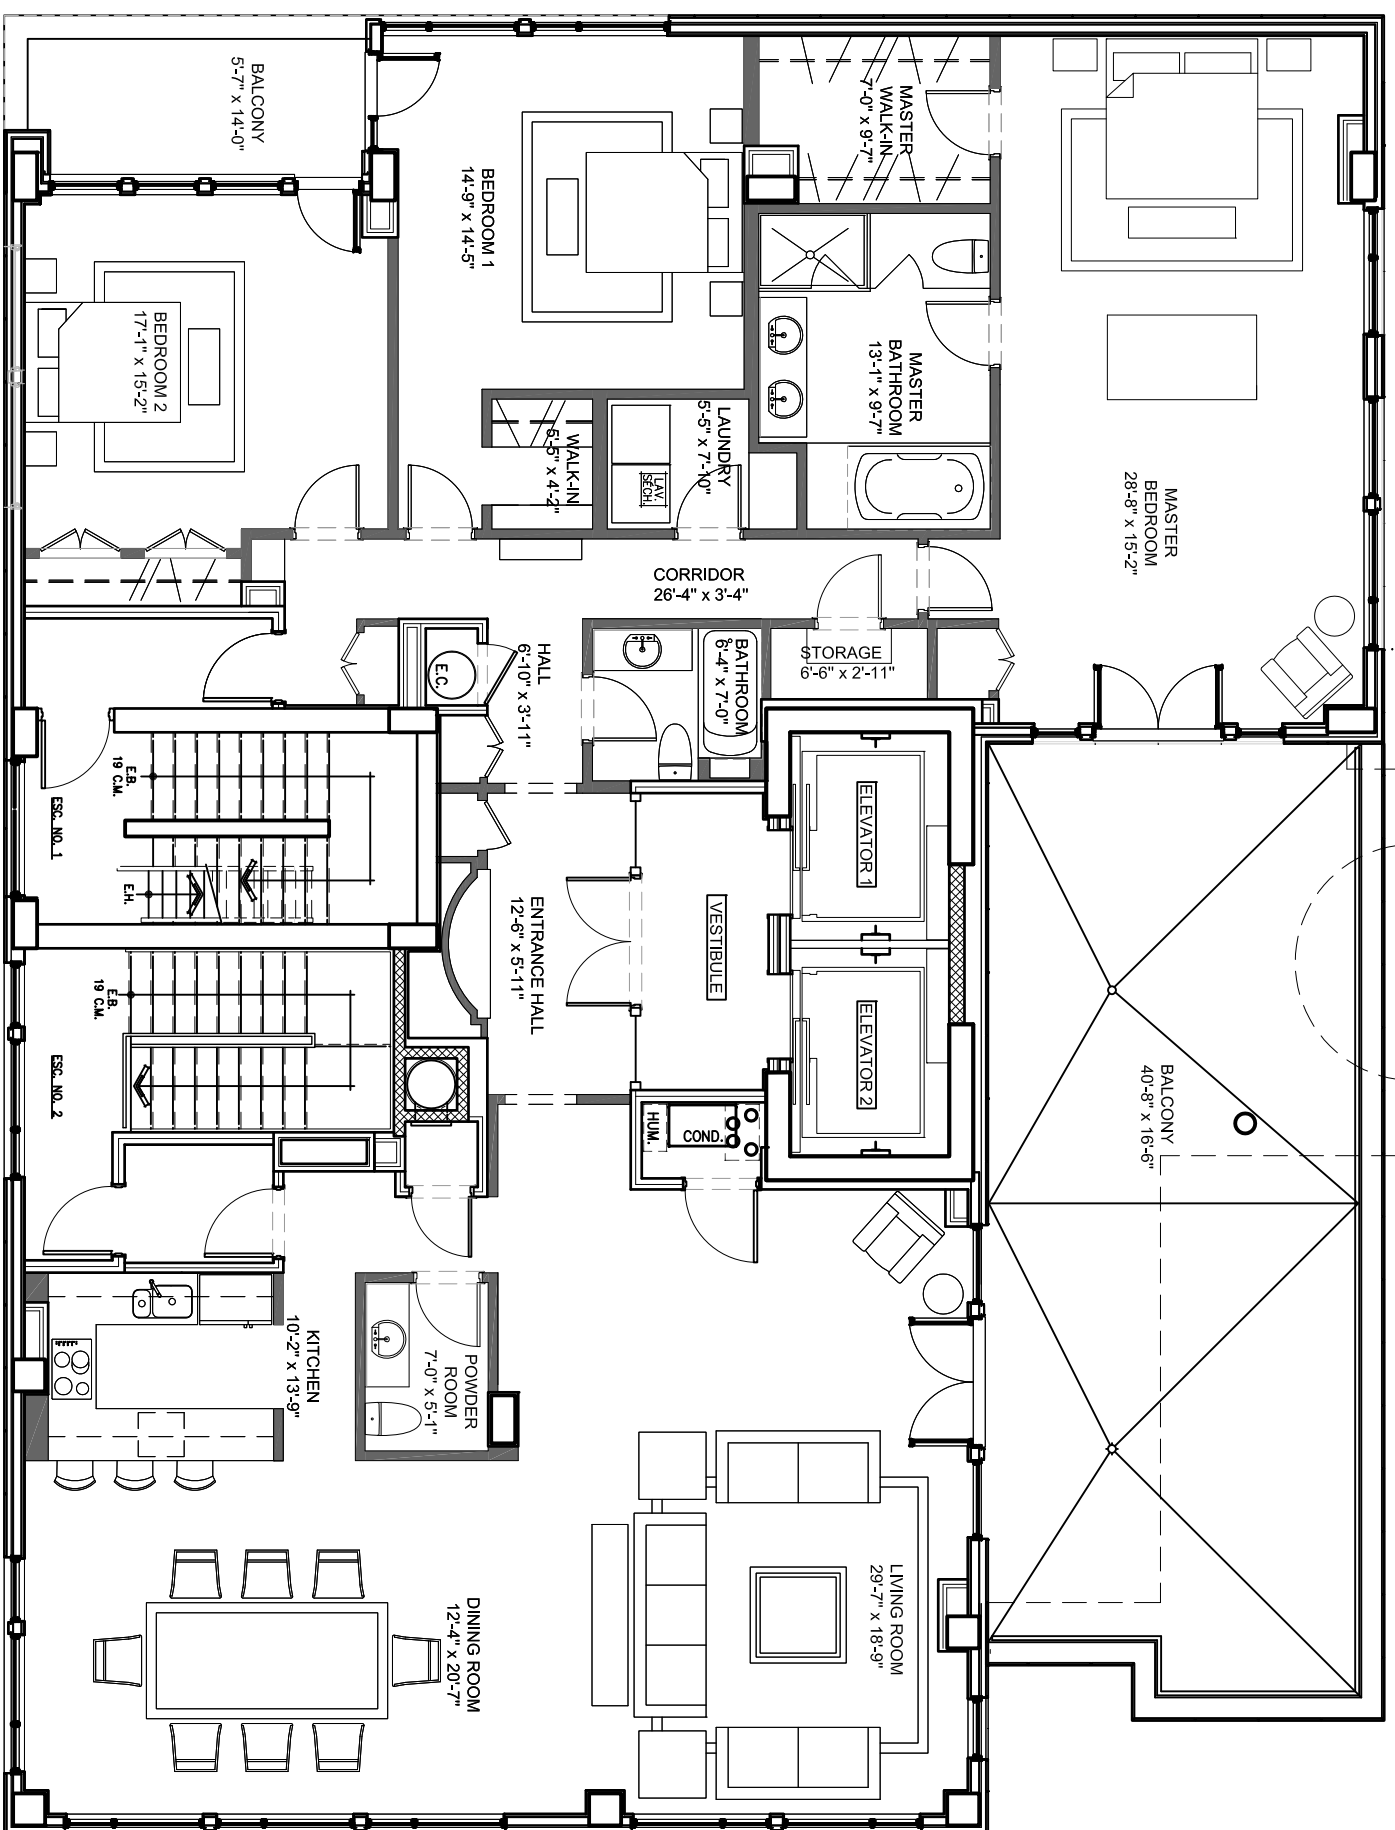 BALCONY
5'-7" x 14'-0"
BEDROOM 1
14'-9" x 14'-5"
MASTER
WALK-IN
7'-0" x 9'-7"
BEDROOM 2
17'-1" x 15'-2"
MASTER
BATHROOM
13'-1" x 9'-7"
MASTER
BEDROOM
28'-8" x 15'-2"
WALK-IN
5'-5" x 4'-2"
LAUNDRY
5'-5" x 7'-10"
LAV.
SÉCH.
CORRIDOR
26'-4" x 3'-4"
STORAGE
6'-6" x 2'-11"
BATHROOM
6'-4" x 7'-0"
HALL
6'-10" x 3'-11"
E.C.
E.B.
19 C.M.
ESC. NO. 1
E.H.
ELEVATOR 1
VESTIBULE
ENTRANCE HALL
12'-6" x 5'-11"
ELEVATOR 2
E.B.
19 C.M.
ESC. NO. 2
HUM.
COND.
BALCONY
40'-8" x 16'-6"
KITCHEN
10'-2" x 13'-9"
POWDER
ROOM
7'-0" x 5'-1"
LIVING ROOM
29'-7" x 18'-9"
DINING ROOM
12'-4" x 20'-7"